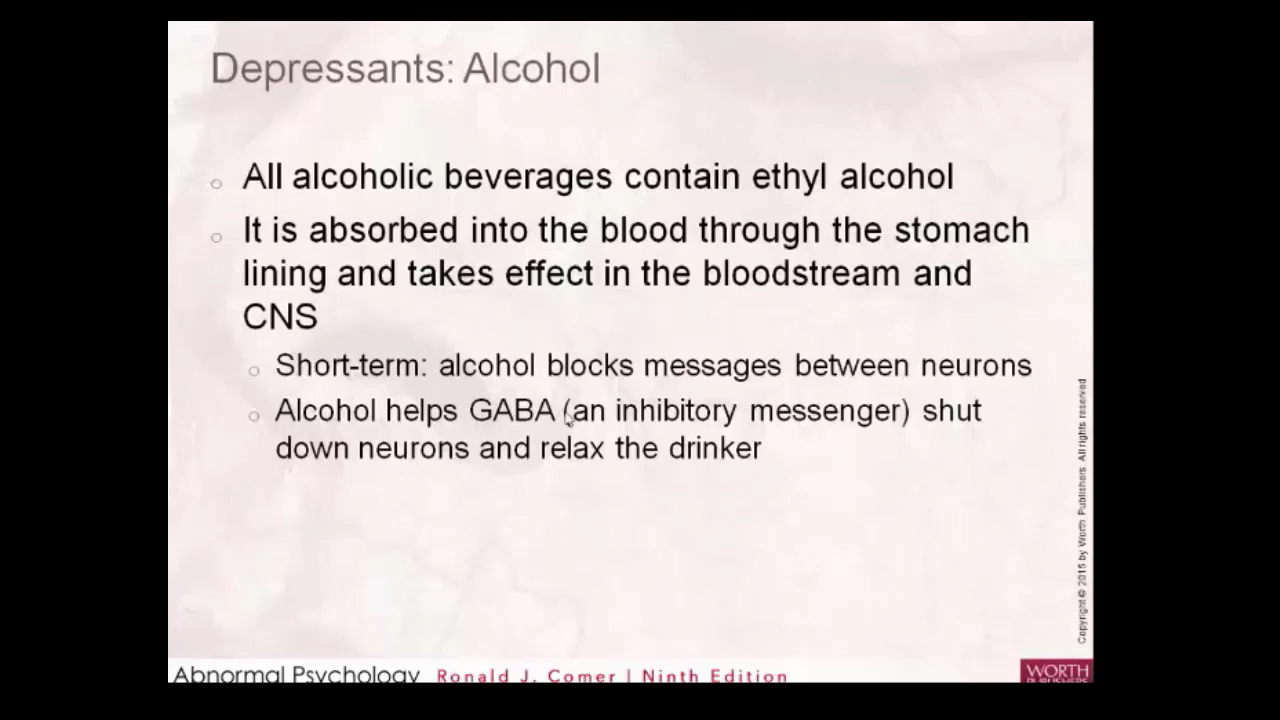 Depressants: Alcohol
All alcoholic beverages contain ethyl alcohol
It is absorbed into the blood through the stomach
lining and takes effect in the bloodstream and
CNS
Short-term: alcohol blocks messages between neurons
Alcohol helps GABA (an inhibitory messenger) shut
down neurons and relax the drinker
Copyright © 2015 by Worth Publishers. All rights reserved
Abnormal Psychology Ronald J. Comer | Ninth Edition
WORTH
PUBLISHERS